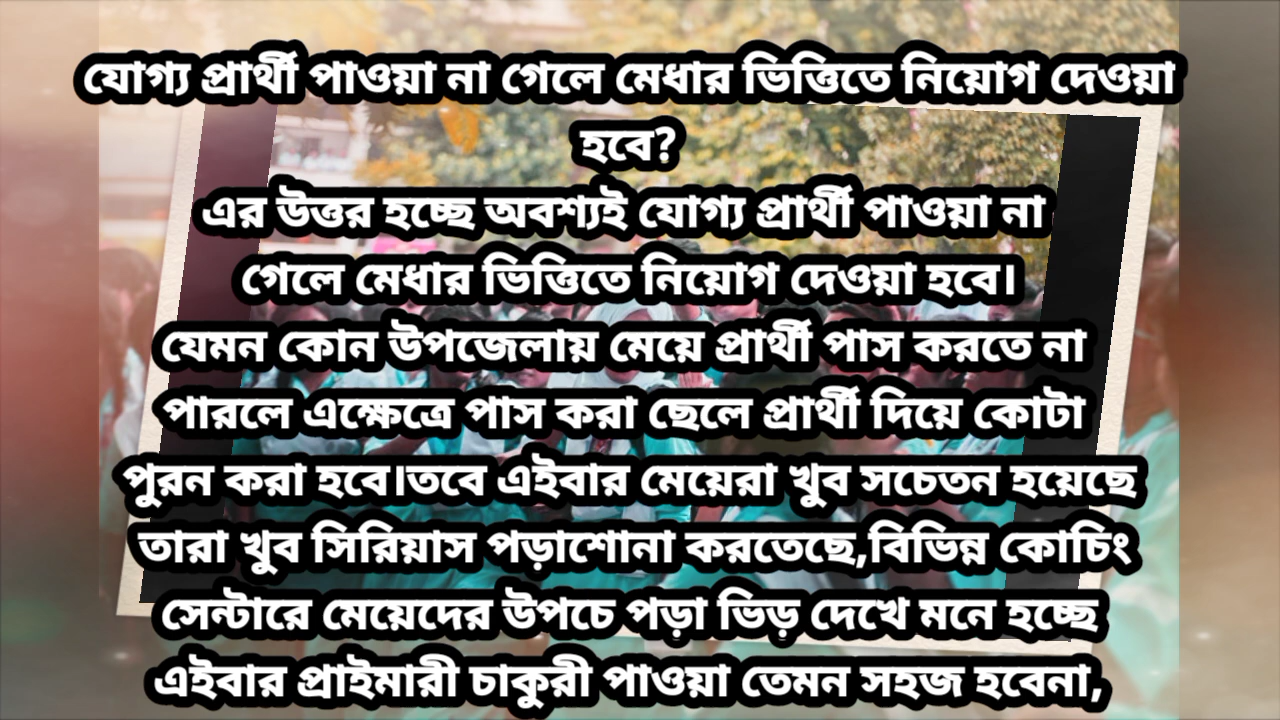 যোগ্য প্রার্থী পাওয়া না গেলে মেধার ভিত্তিতে নিয়োগ দেওয়া
হবে?
এর উত্তর হচ্ছে অবশ্যই যোগ্য প্রার্থী পাওয়া না
গেলে মেধার ভিত্তিতে নিয়োগ দেওয়া হবে।
যেমন কোন উপজেলায় মেয়ে প্রার্থী পাস করতে না
পারলে এক্ষেত্রে পাস করা ছেলে প্রার্থী দিয়ে কোটা
পুরন করা হবে।তবে এইবার মেয়েরা খুব সচেতন হয়েছে
তারা খুব সিরিয়াস পড়াশোনা করতেছে,বিভিন্ন কোচিং
সেন্টারে মেয়েদের উপচে পড়া ভিড় দেখে মনে হচ্ছে
এইবার প্রাইমারী চাকুরী পাওয়া তেমন সহজ হবেনা,